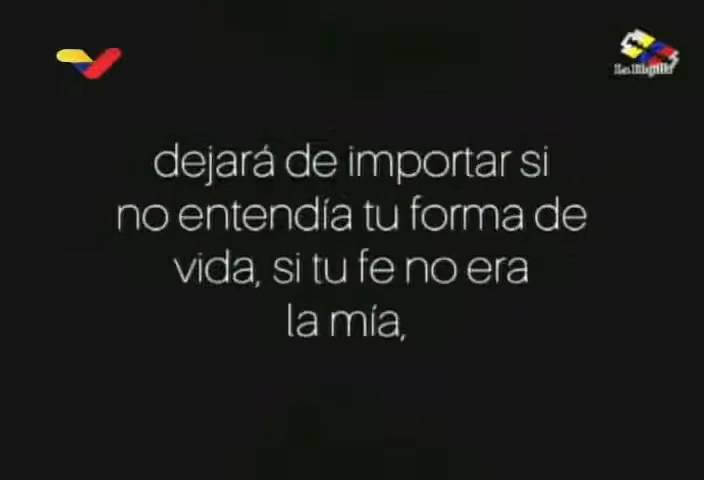 dejará de importar si
no entendía tu forma de
vida, si tu fe no era
la mía,